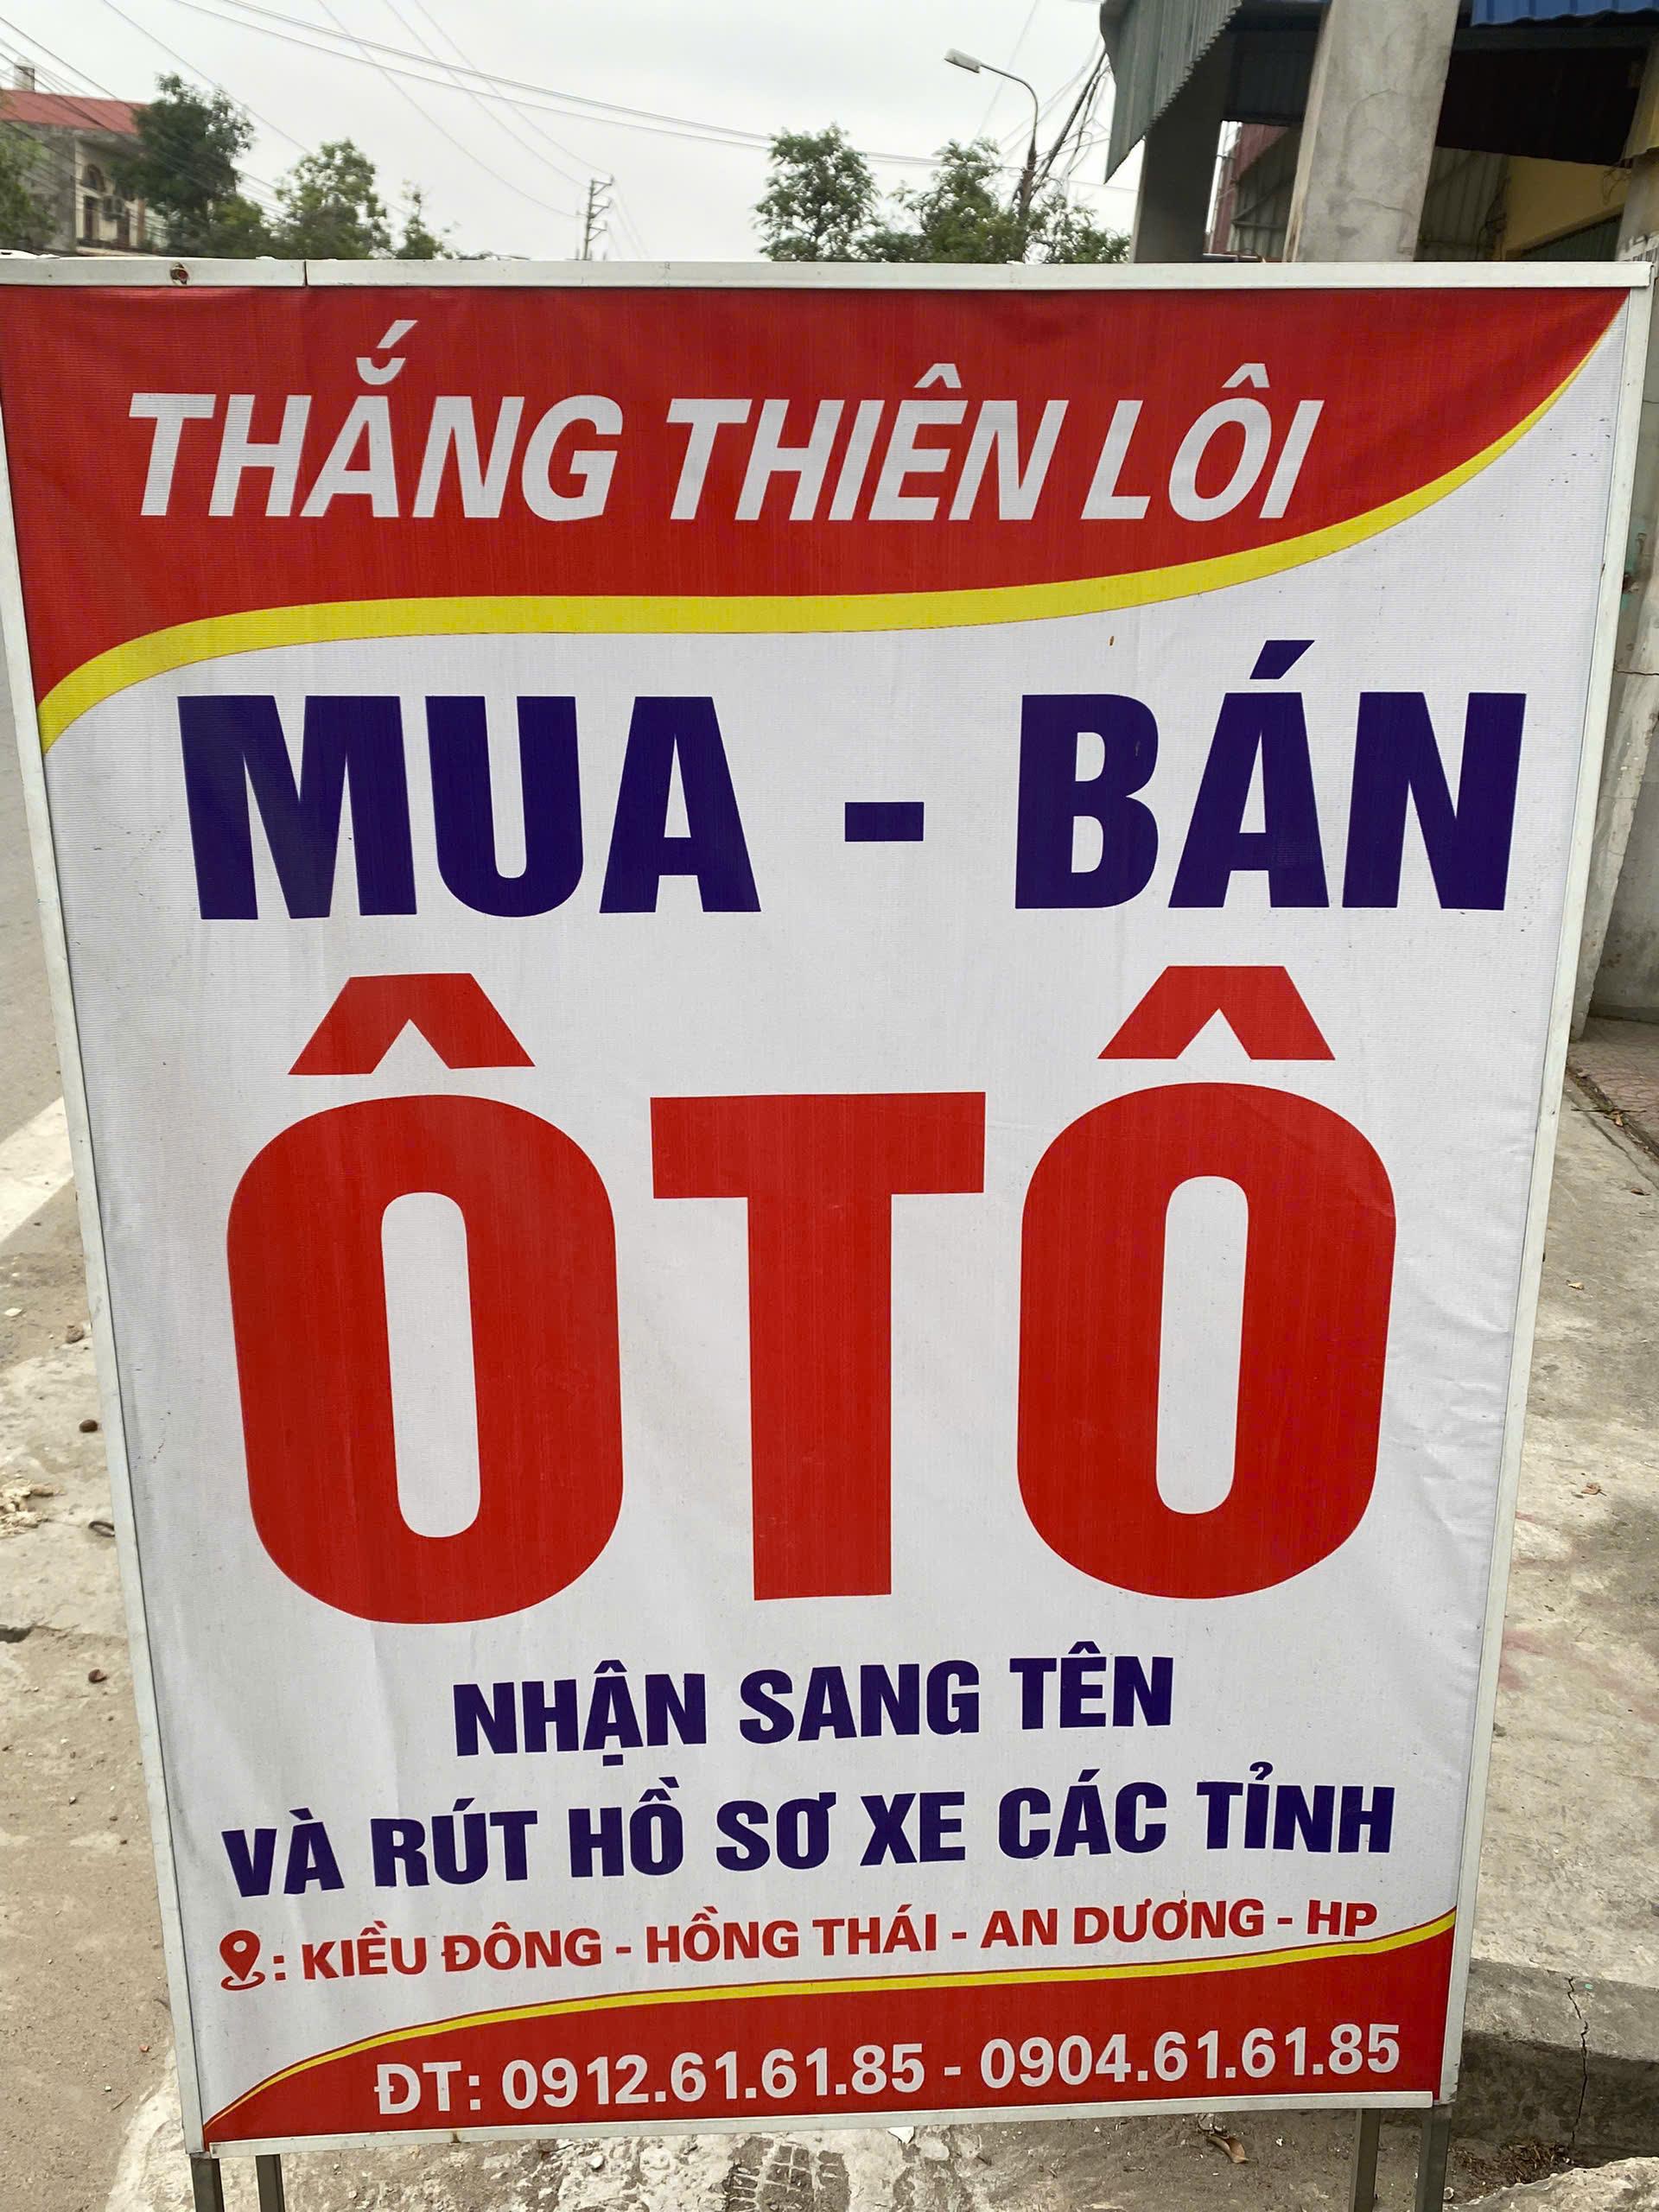 THẮNG THIÊN LÔI
MUA - BÁN
ÔTÔ
NHẬN SANG TÊN
VÀ RÚT HỒ SƠ XE CÁC TỈNH
: KIỀU ĐÔNG - HỒNG THÁI - AN DƯƠNG - HP
ĐT: 0912.61.61.85 - 0904.61.61.85